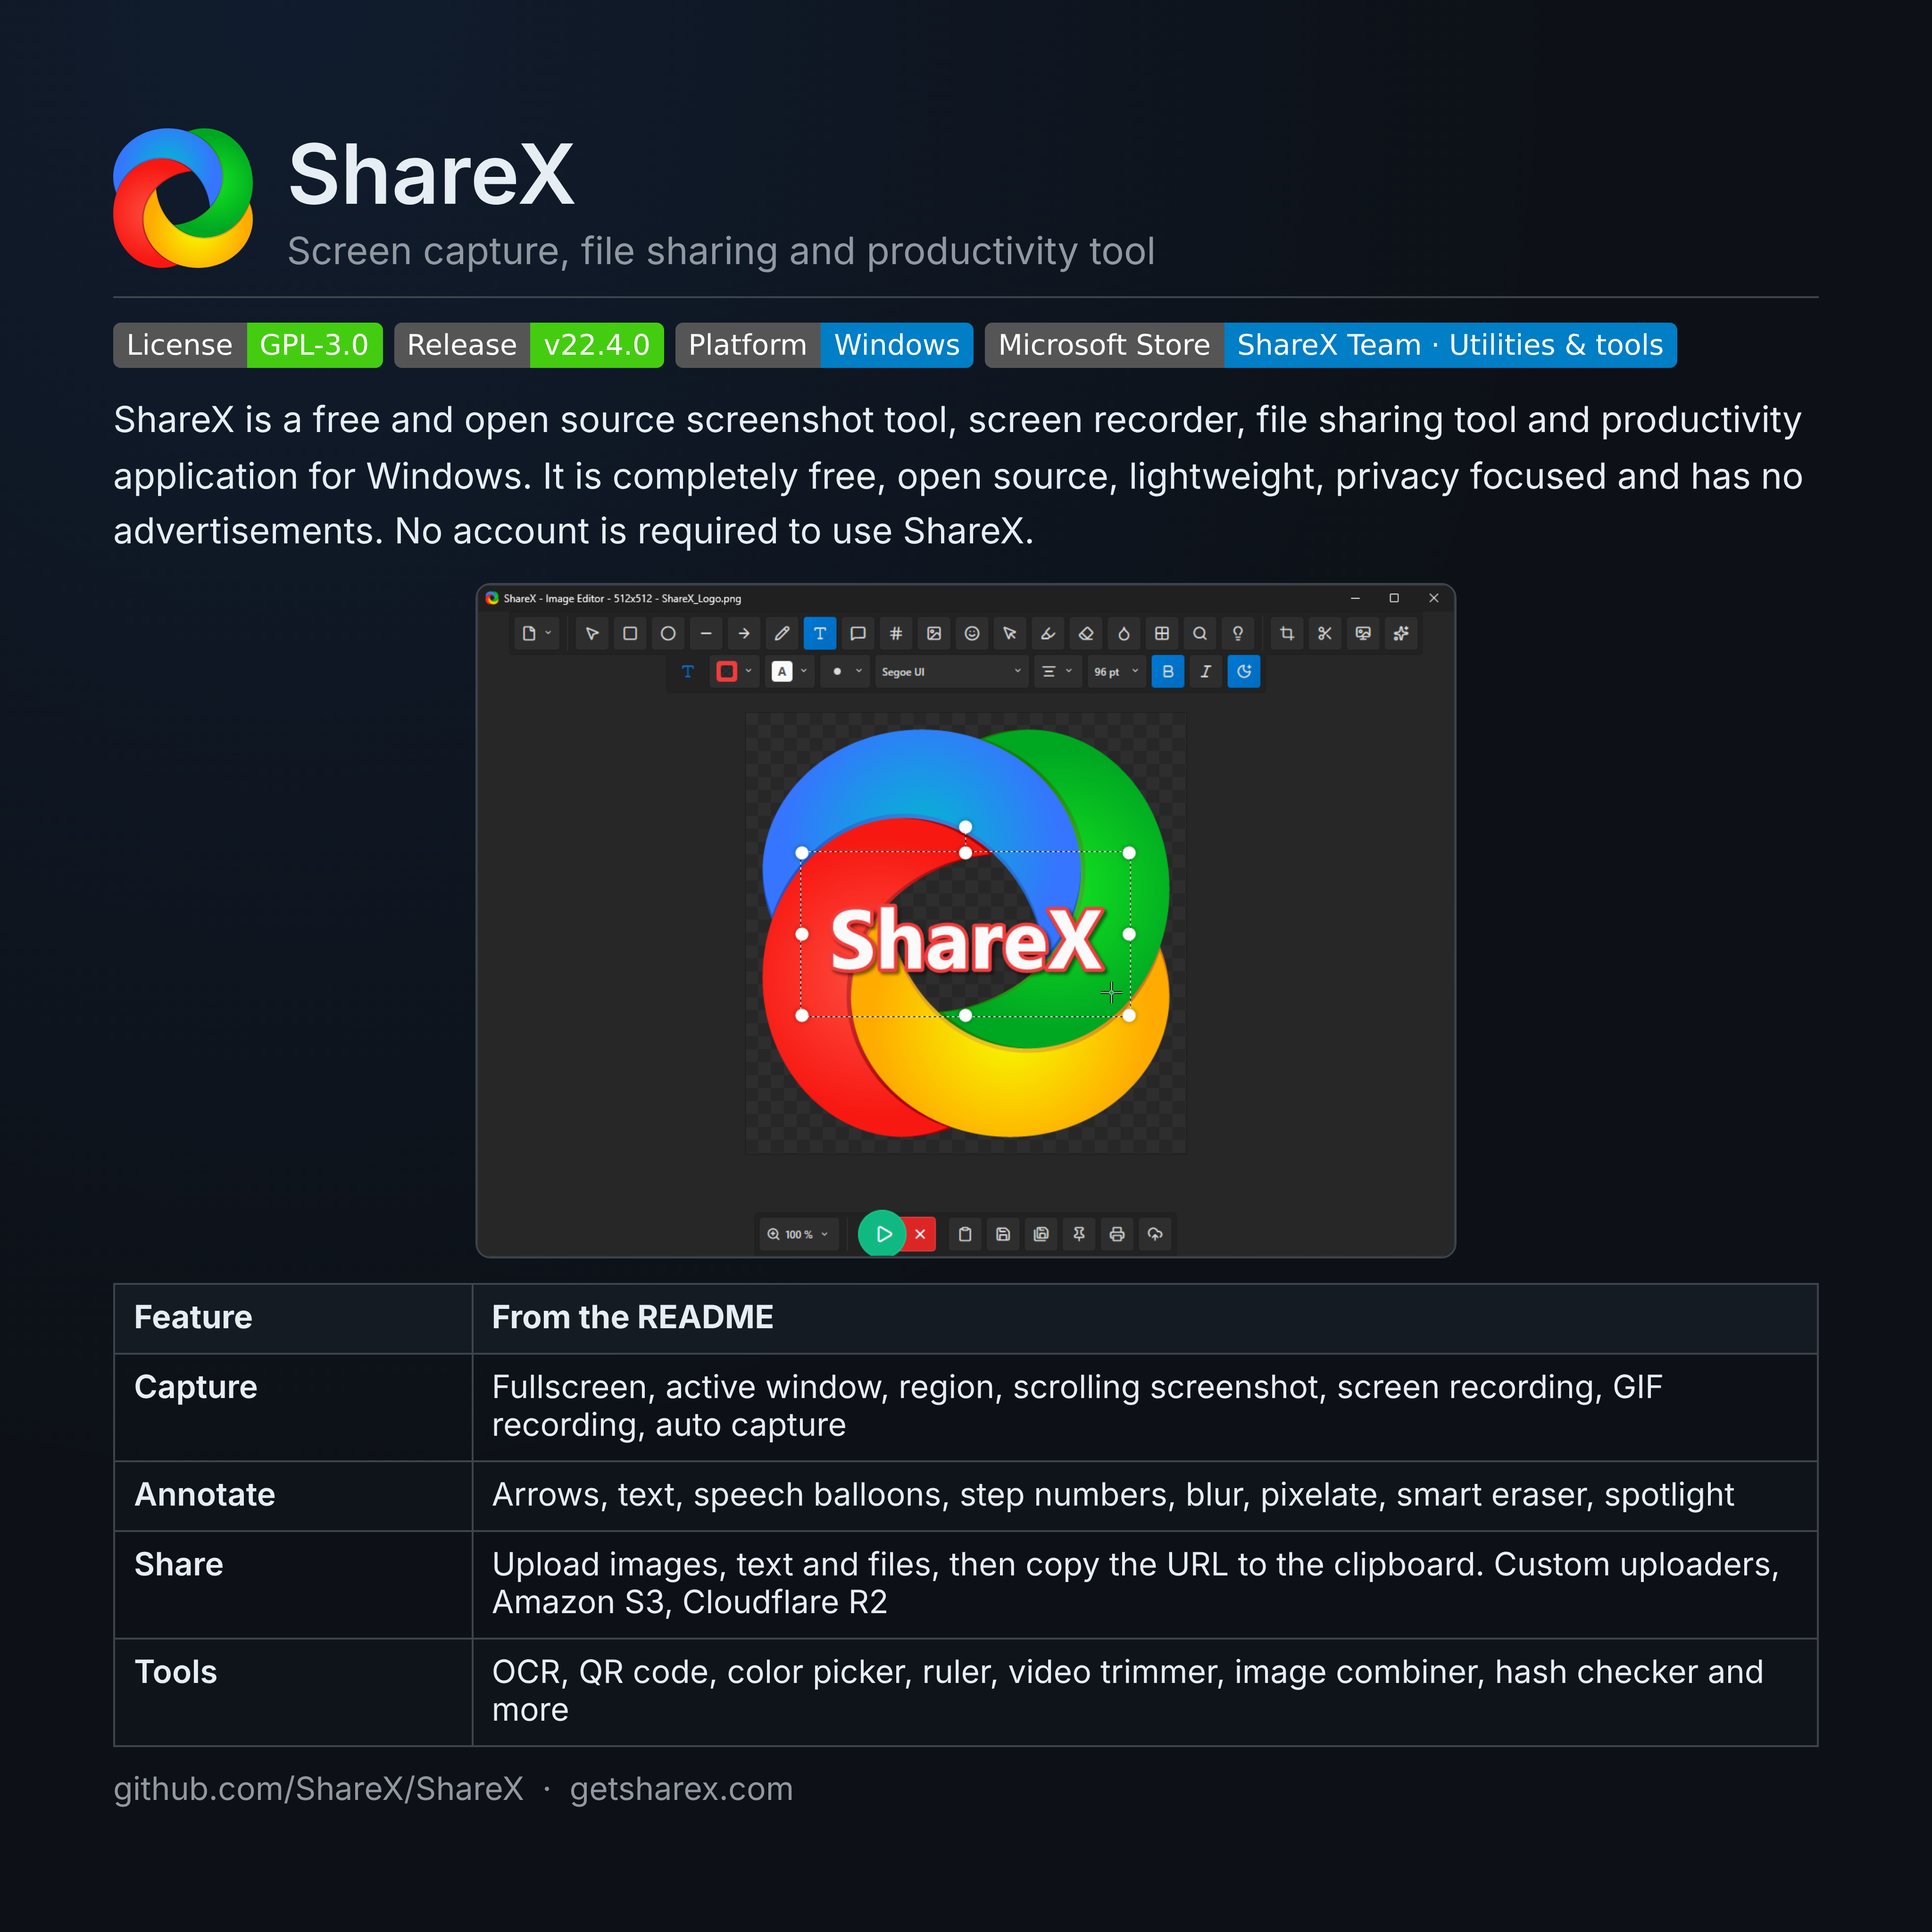 ShareX
Screen capture, file sharing and productivity tool
License GPL-3.0 Release v22.4.0 Platform Windows Microsoft Store ShareX Team · Utilities & tools
ShareX is a free and open source screenshot tool, screen recorder, file sharing tool and productivity
application for Windows. It is completely free, open source, lightweight, privacy focused and has no
advertisements. No account is required to use ShareX.
ShareX - Image Editor - 512x512 - ShareX_Logo.png
T A Segoe UI 96 pt B I
ShareX
100 %
Feature From the README
Capture Fullscreen, active window, region, scrolling screenshot, screen recording, GIF
recording, auto capture
Annotate Arrows, text, speech balloons, step numbers, blur, pixelate, smart eraser, spotlight
Share Upload images, text and files, then copy the URL to the clipboard. Custom uploaders,
Amazon S3, Cloudflare R2
Tools OCR, QR code, color picker, ruler, video trimmer, image combiner, hash checker and
more
github.com/ShareX/ShareX · getsharex.com